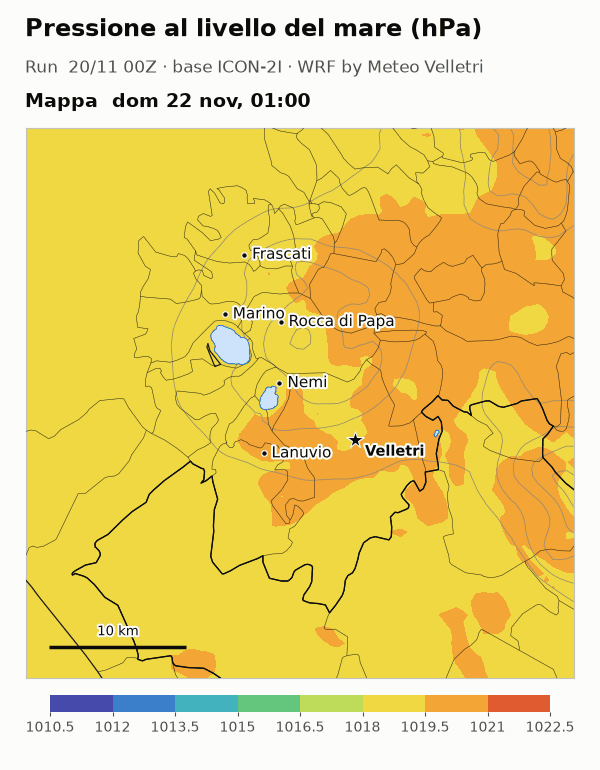 Pressione al livello del mare (hPa)
Run  20/11 00Z · base ICON-2I · WRF by Meteo Velletri
Mappa  dom 22 nov, 01:00
Frascati
Marino
Rocca di Papa
Nemi
Velletri
Lanuvio
10 km
1010.5 1012 1013.5 1015 1016.5 1018 1019.5 1021 1022.5